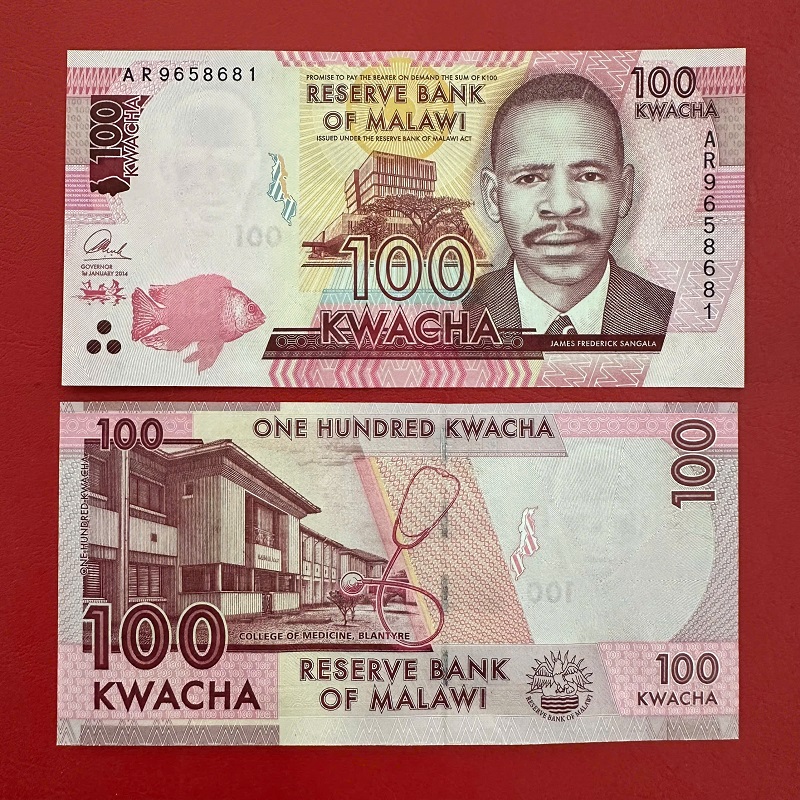 AR9658681
PROMISE TO PAY THE BEARER ON DEMAND THE SUM OF K100
RESERVE BANK
OF MALAWI
ISSUED UNDER THE RESERVE BANK OF MALAWI ACT
100
KWACHA
100
KWACHA
AR9658681
100
GOVERNOR
1st JANUARY 2014
100
KWACHA
JAMES FREDERICK SANGALA
100
ONE HUNDRED KWACHA
100
ONE HUNDRED KWACHA
100
COLLEGE OF MEDICINE, BLANTYRE
100
KWACHA
RESERVE BANK
OF MALAWI
RESERVE BANK OF MALAWI
100
KWACHA